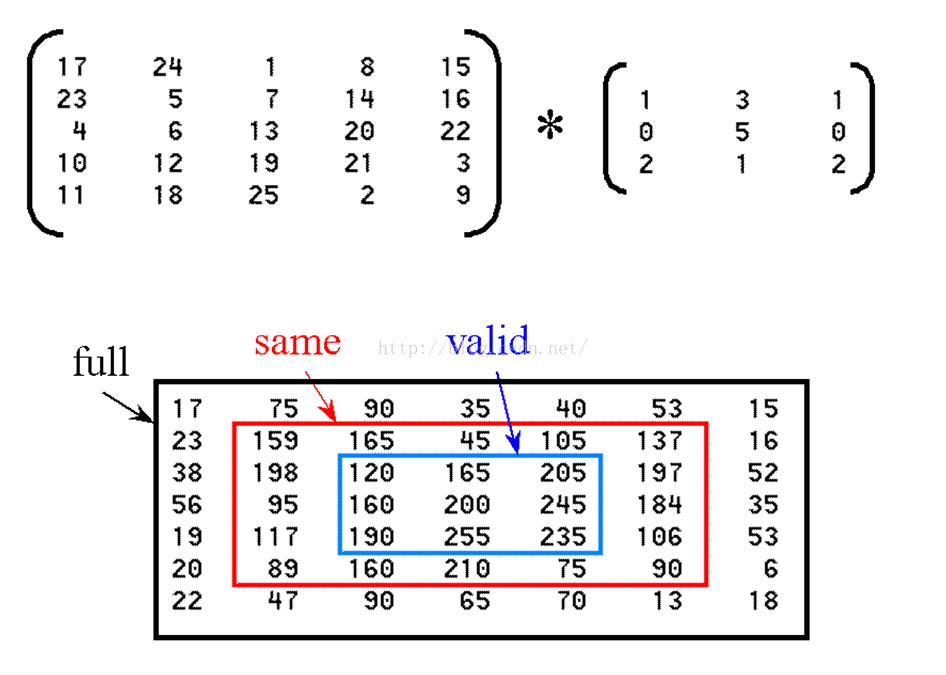 17 24 1 8 15
23 5 7 14 16
4 6 13 20 22
10 12 19 21 3
11 18 25 2 9
*
1 3 1
0 5 0
2 1 2
same
valid
full
17 75 90 35 40 53 15
23 159 165 45 105 137 16
38 198 120 165 205 197 52
56 95 160 200 245 184 35
19 117 190 255 235 106 53
20 89 160 210 75 90 6
22 47 90 65 70 13 18